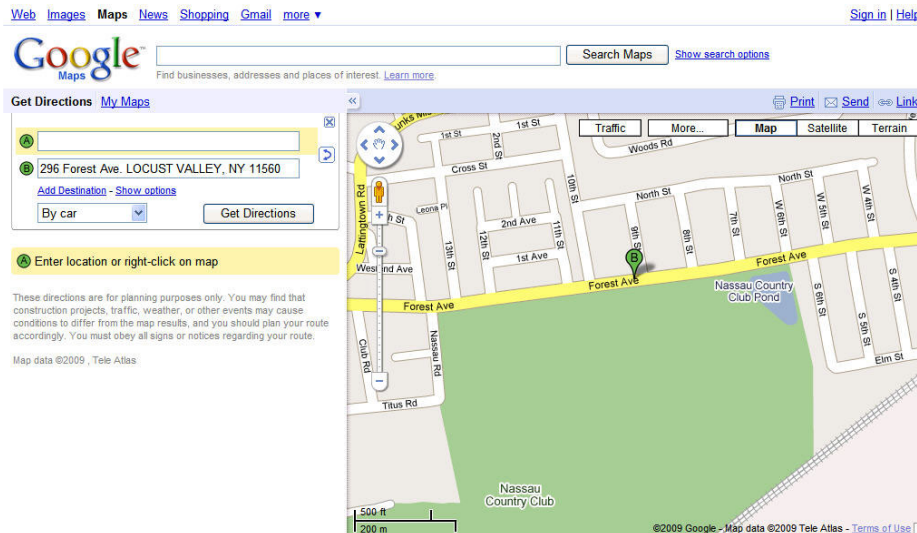 Web Images Maps News Shopping Gmail more ▼
Sign in | Help
Google
Maps
Search Maps
Show search options
Find businesses, addresses and places of interest. Learn more.
Get Directions My Maps
«
Print Send Link
A
B 296 Forest Ave. LOCUST VALLEY, NY 11560
Add Destination - Show options
By car
Get Directions
A Enter location or right-click on map
These directions are for planning purposes only. You may find that
construction projects, traffic, weather, or other events may cause
conditions to differ from the map results, and you should plan your route
accordingly. You must obey all signs or notices regarding your route.
Map data ©2009 , Tele Atlas
Traffic
More...
Map
Satellite
Terrain
1st St
1st St
2nd St
Woods Rd
Cross St
10th St
North St
North St
Lattingtown Rd
Leona Pl
2nd Ave
1st Ave
13th St
12th St
11th St
9th St
8th St
7th St
W 6th St
W 5th St
W 4th St
B
Forest Ave
Forest Ave
Forest Ave
Nassau Country
Club Pond
S 6th St
S 5th St
S 4th St
Elm St
Club Rd
Nassau Rd
Titus Rd
Nassau
Country Club
500 ft
200 m
©2009 Google - Map data ©2009 Tele Atlas - Terms of Use